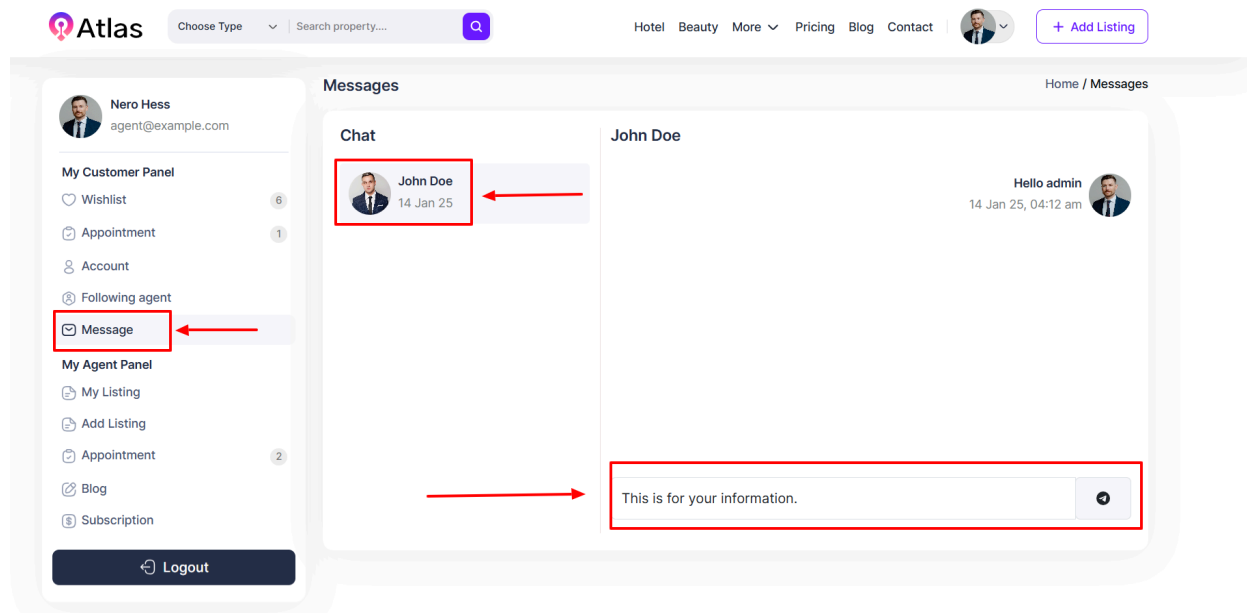 Atlas
Choose Type Search property.... Hotel Beauty More Pricing Blog Contact + Add Listing
Nero Hess
agent@example.com
My Customer Panel
Wishlist 6
Appointment 1
Account
Following agent
Message
My Agent Panel
My Listing
Add Listing
Appointment 2
Blog
Subscription
Logout
Messages
Home / Messages
Chat
John Doe
14 Jan 25
John Doe
Hello admin
14 Jan 25, 04:12 am
This is for your information.